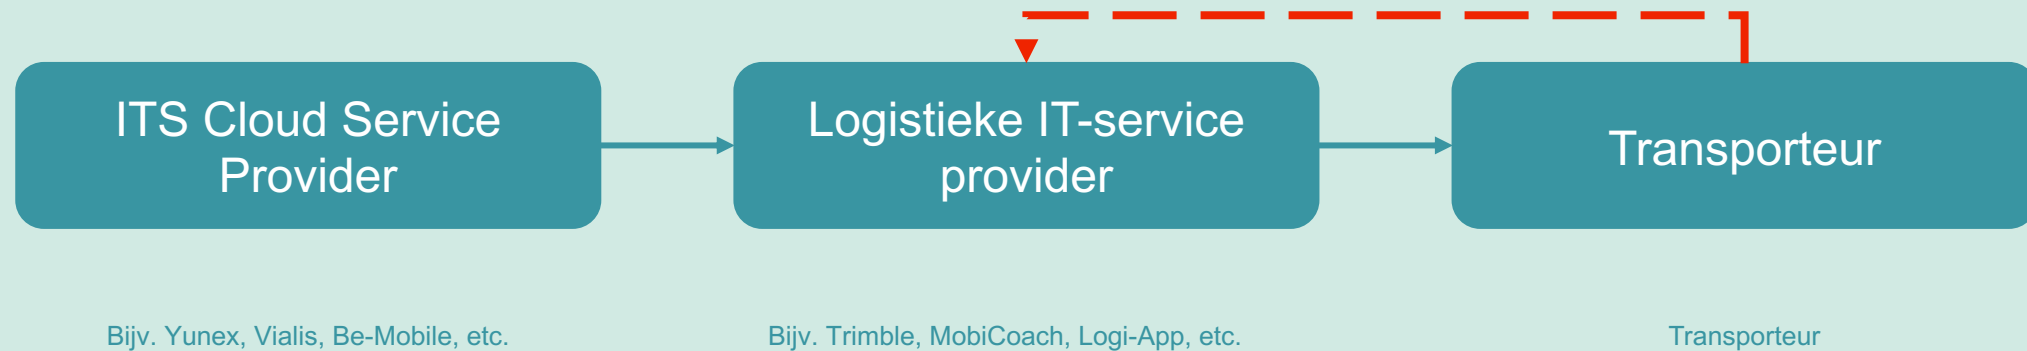 ITS Cloud Service
Provider
Logistieke IT-service
provider
Transporteur
Bijv. Yunex, Vialis, Be-Mobile, etc.
Bijv. Trimble, MobiCoach, Logi-App, etc.
Transporteur